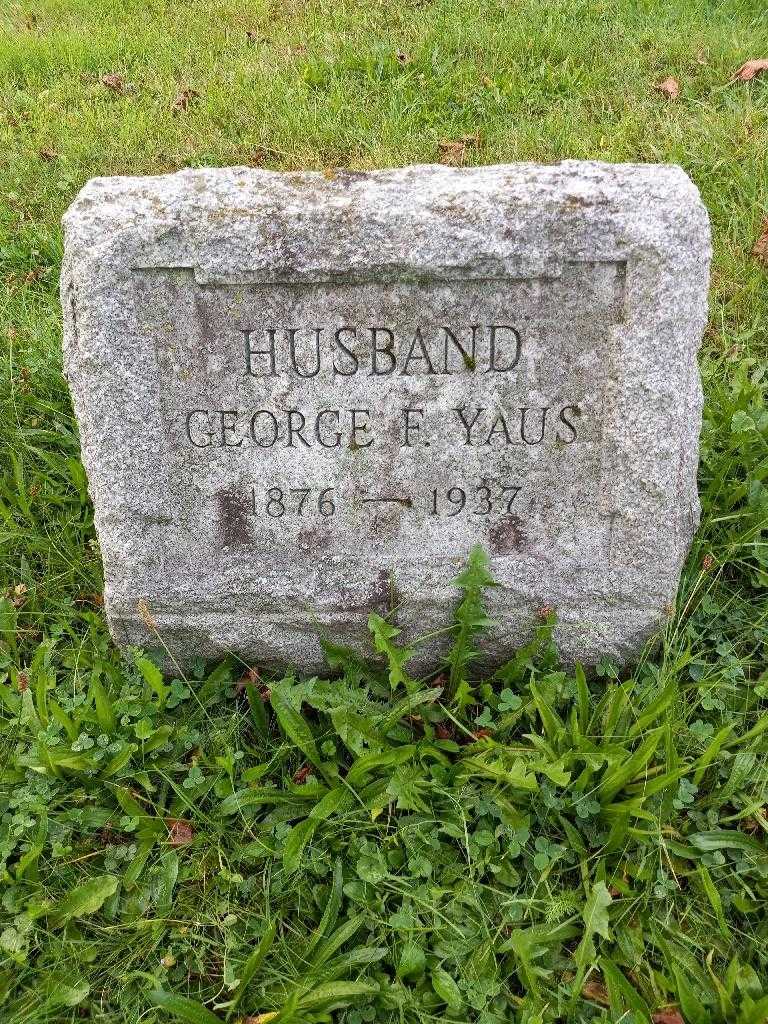 HUSBAND
GEORGE F. YAUS
1876 — 1937